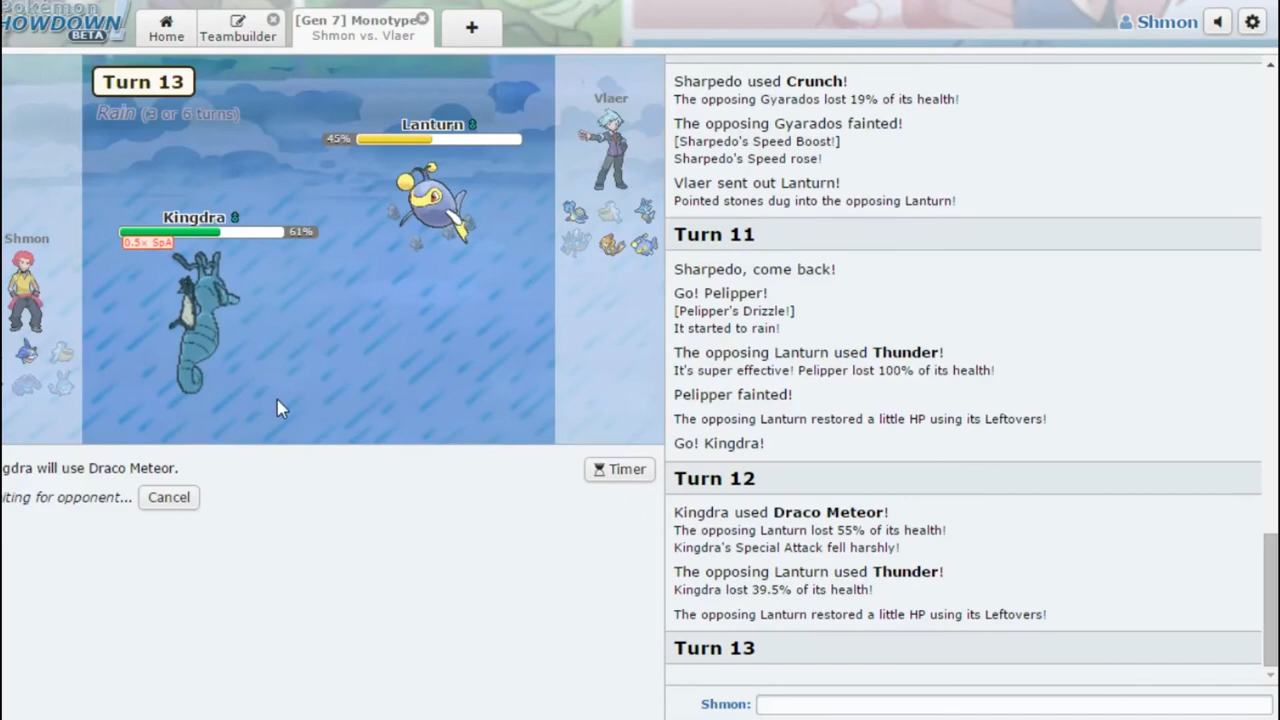 Pokémon
HOWDOWN
BETA
Home
Teambuilder
[Gen 7] Monotype
Shmon vs. Vlaer
+
Shmon
Turn 13
Rain (3 or 6 turns)
Lanturn
45%
Kingdra
61%
0.5× SpA
Shmon
Vlaer
ngdra will use Draco Meteor.
iting for opponent...
Cancel
Timer
Sharpedo used Crunch!
The opposing Gyarados lost 19% of its health!
The opposing Gyarados fainted!
[Sharpedo's Speed Boost!]
Sharpedo's Speed rose!
Vlaer sent out Lanturn!
Pointed stones dug into the opposing Lanturn!
Turn 11
Sharpedo, come back!
Go! Pelipper!
[Pelipper's Drizzle!]
It started to rain!
The opposing Lanturn used Thunder!
It's super effective! Pelipper lost 100% of its health!
Pelipper fainted!
The opposing Lanturn restored a little HP using its Leftovers!
Go! Kingdra!
Turn 12
Kingdra used Draco Meteor!
The opposing Lanturn lost 55% of its health!
Kingdra's Special Attack fell harshly!
The opposing Lanturn used Thunder!
Kingdra lost 39.5% of its health!
The opposing Lanturn restored a little HP using its Leftovers!
Turn 13
Shmon: